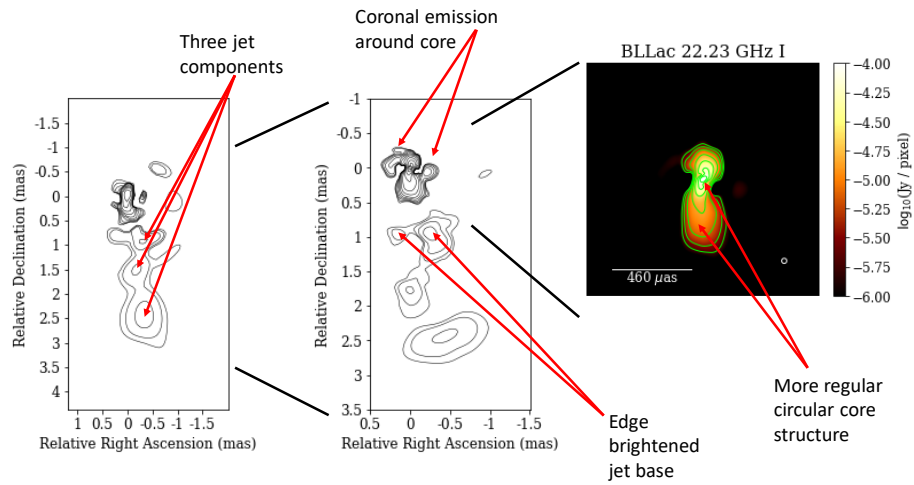 Three jet
components
Coronal emission
around core
BLLac 22.23 GHz I
-1.5
-1
-0.5
0
0.5
1
1.5
2
2.5
3
3.5
4
Relative Declination (mas)
1 0.5 0 -0.5 -1 -1.5
Relative Right Ascension (mas)
-1
-0.5
0
0.5
1
1.5
2
2.5
3
3.5
Relative Declination (mas)
0.5 0 -0.5 -1 -1.5
Relative Right Ascension (mas)
460 µas
−4.00
−4.25
−4.50
−4.75
−5.00
−5.25
−5.50
−5.75
−6.00
log₁₀(Jy / pixel)
Edge
brightened
jet base
More regular
circular core
structure